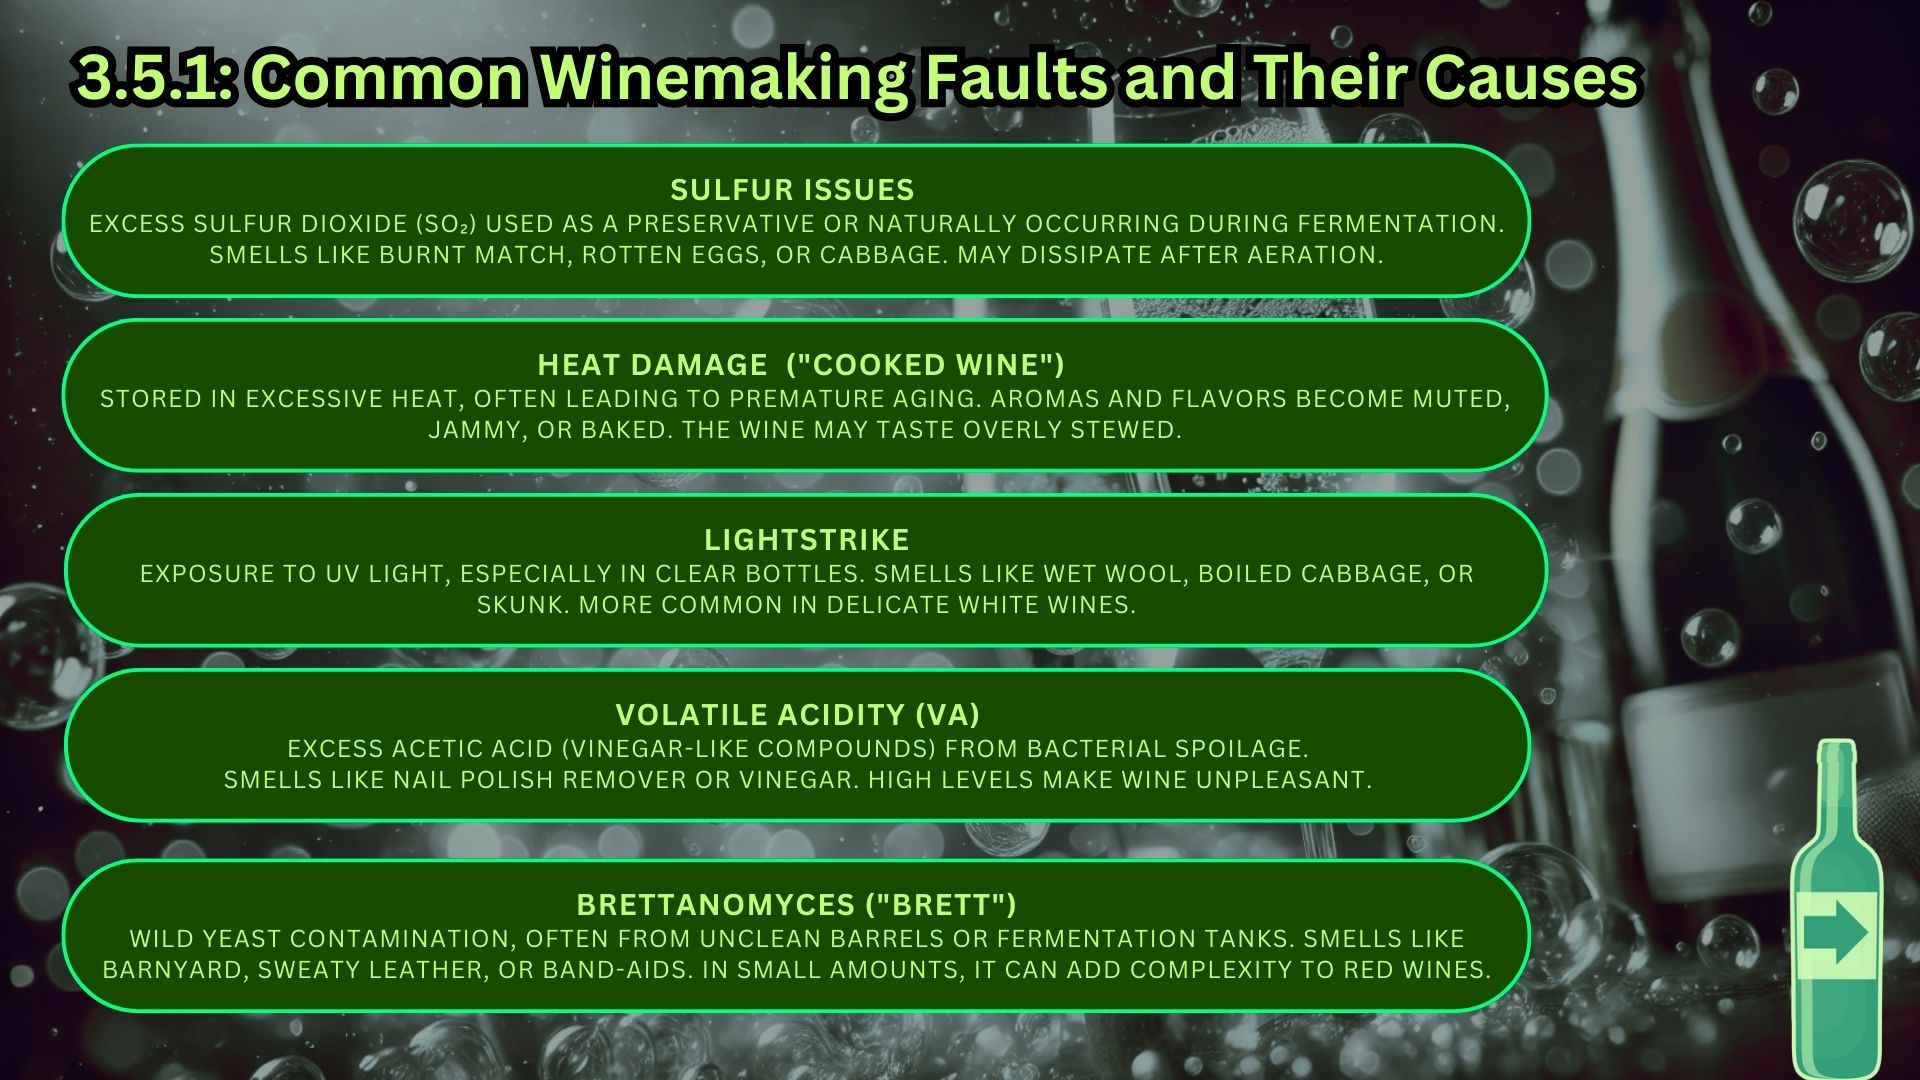 3.5.1: Common Winemaking Faults and Their Causes
SULFUR ISSUES
EXCESS SULFUR DIOXIDE (SO₂) USED AS A PRESERVATIVE OR NATURALLY OCCURRING DURING FERMENTATION.
SMELLS LIKE BURNT MATCH, ROTTEN EGGS, OR CABBAGE. MAY DISSIPATE AFTER AERATION.
HEAT DAMAGE ("COOKED WINE")
STORED IN EXCESSIVE HEAT, OFTEN LEADING TO PREMATURE AGING. AROMAS AND FLAVORS BECOME MUTED,
JAMMY, OR BAKED. THE WINE MAY TASTE OVERLY STEWED.
LIGHTSTRIKE
EXPOSURE TO UV LIGHT, ESPECIALLY IN CLEAR BOTTLES. SMELLS LIKE WET WOOL, BOILED CABBAGE, OR
SKUNK. MORE COMMON IN DELICATE WHITE WINES.
VOLATILE ACIDITY (VA)
EXCESS ACETIC ACID (VINEGAR-LIKE COMPOUNDS) FROM BACTERIAL SPOILAGE.
SMELLS LIKE NAIL POLISH REMOVER OR VINEGAR. HIGH LEVELS MAKE WINE UNPLEASANT.
BRETTANOMYCES ("BRETT")
WILD YEAST CONTAMINATION, OFTEN FROM UNCLEAN BARRELS OR FERMENTATION TANKS. SMELLS LIKE
BARNYARD, SWEATY LEATHER, OR BAND-AIDS. IN SMALL AMOUNTS, IT CAN ADD COMPLEXITY TO RED WINES.